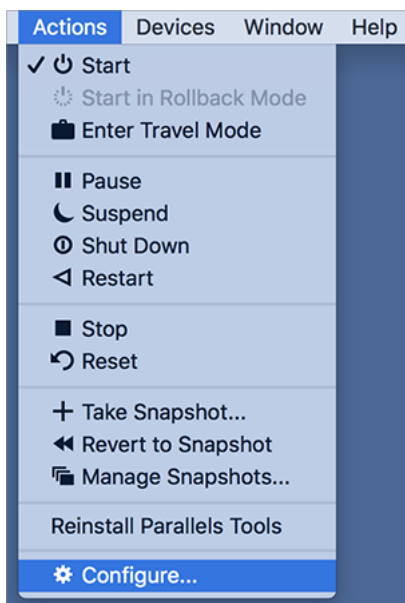 Actions Devices Window Help
Start
Start in Rollback Mode
Enter Travel Mode
Pause
Suspend
Shut Down
Restart
Stop
Reset
Take Snapshot...
Revert to Snapshot
Manage Snapshots...
Reinstall Parallels Tools
Configure...